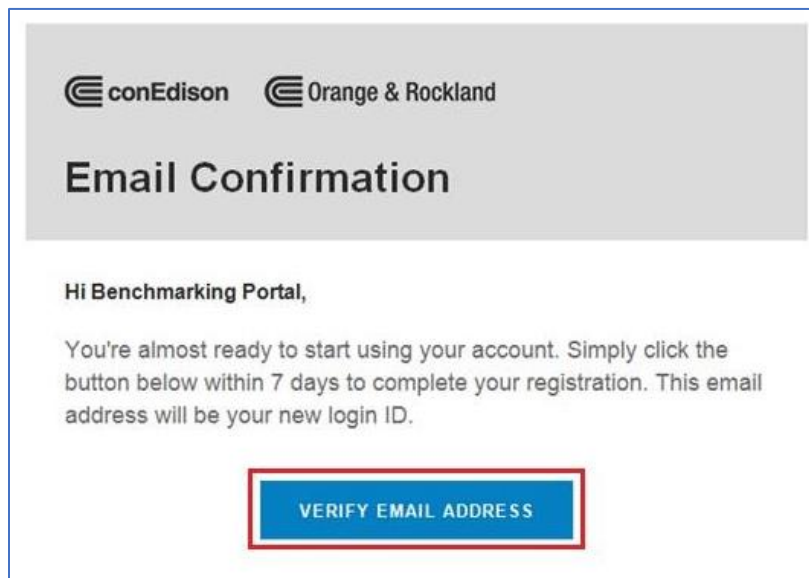 conEdison Orange & Rockland
Email Confirmation
Hi Benchmarking Portal,
You're almost ready to start using your account. Simply click the
button below within 7 days to complete your registration. This email
address will be your new login ID.
VERIFY EMAIL ADDRESS